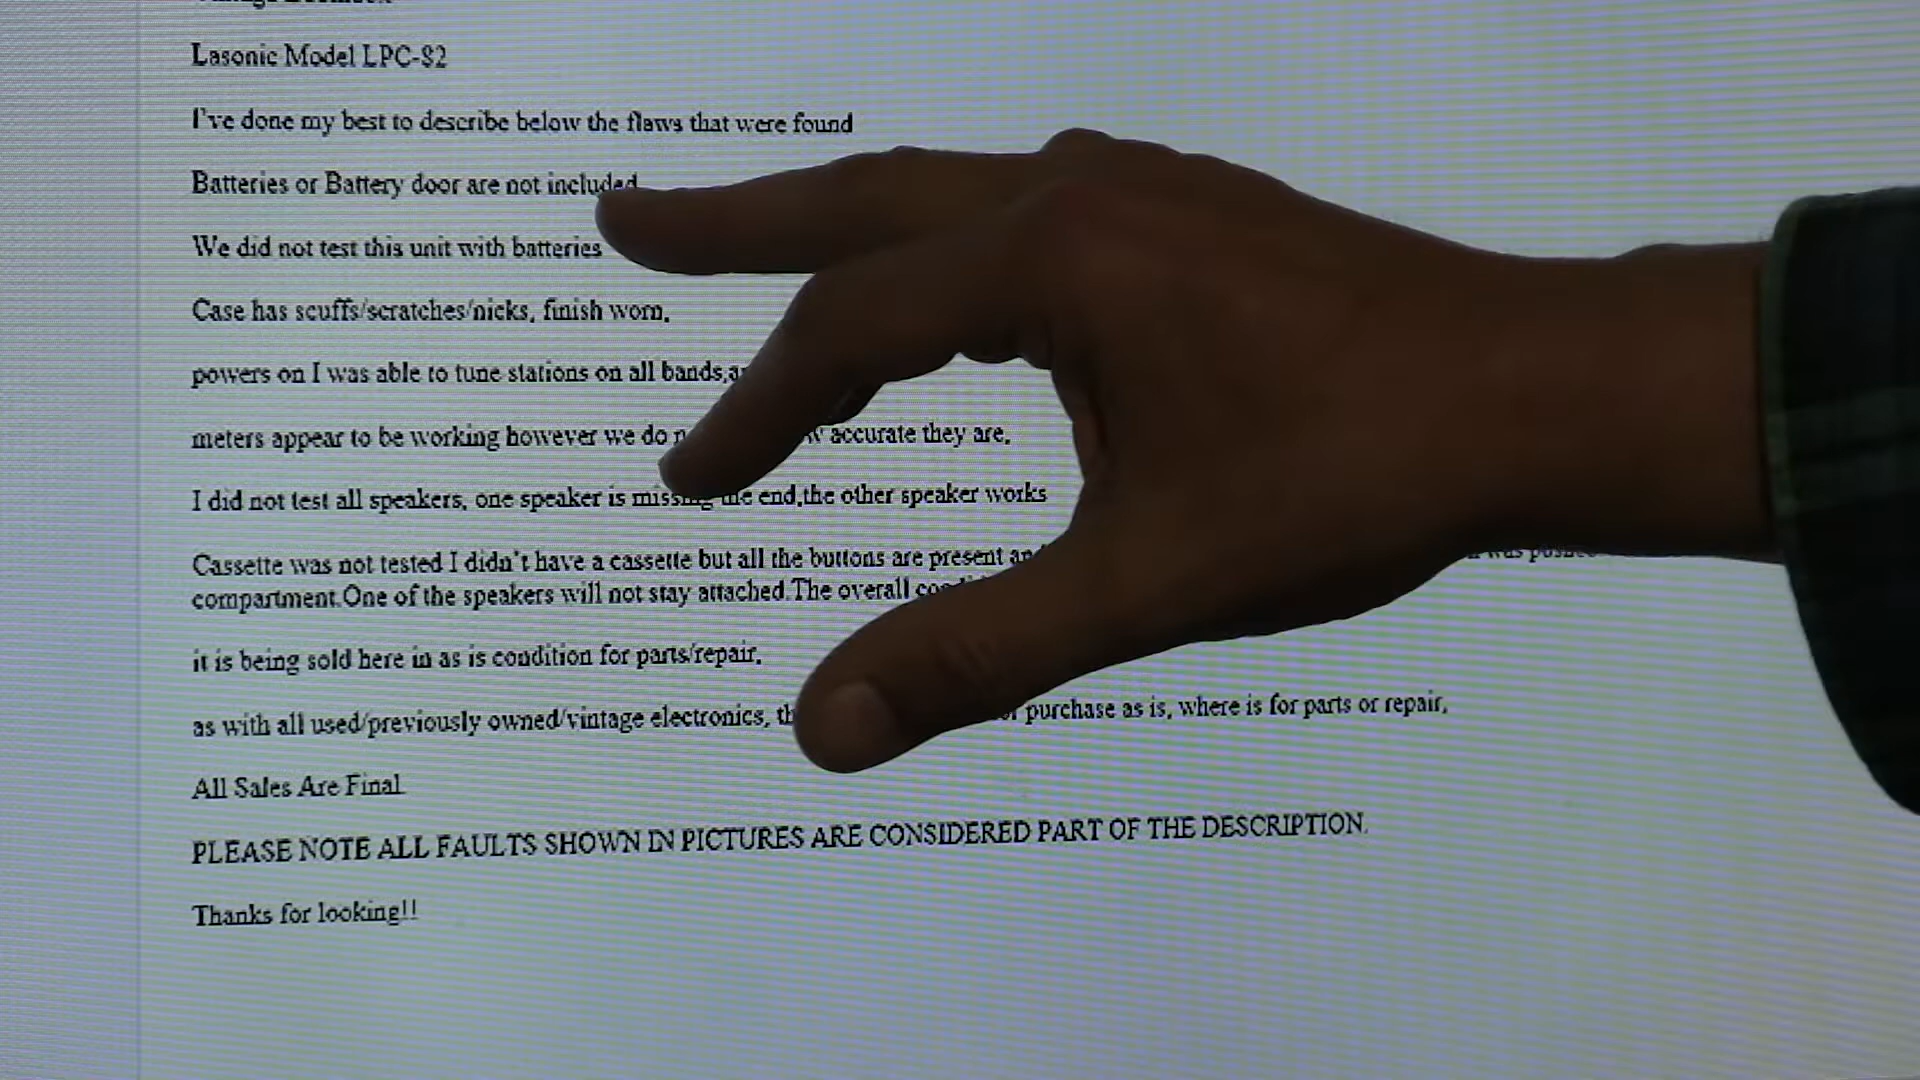 Lasonic Model LPC-S2
I've done my best to describe below the flaws that were found
Batteries or Battery door are not included
We did not test this unit with batteries
Case has scuffs/scratches/nicks, finish worn.
powers on I was able to tune stations on all bands,
meters appear to be working however we do accurate they are.
I did not test all speakers, one speaker is missing the end,the other speaker works
Cassette was not tested I didn't have a cassette but all the buttons are present was
compartment.One of the speakers will not stay attached.The overall
it is being sold here in as is condition for parts/repair.
as with all used/previously owned/vintage electronics, purchase as is, where is for parts or repair.
All Sales Are Final
PLEASE NOTE ALL FAULTS SHOWN IN PICTURES ARE CONSIDERED PART OF THE DESCRIPTION.
Thanks for looking!!